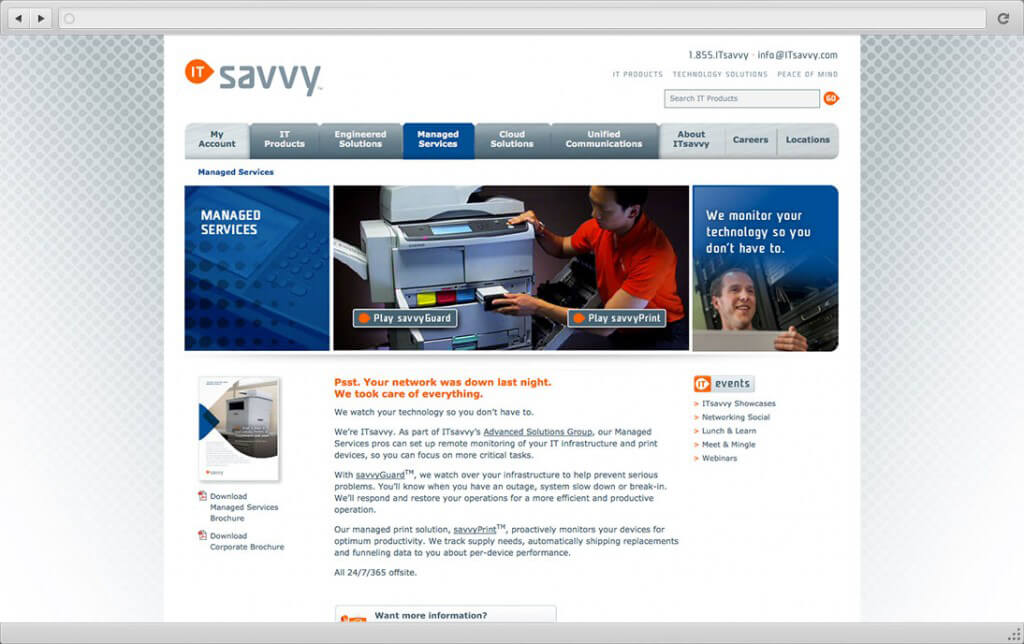 IT savvy™
1.855.ITsavvy · info@ITsavvy.com
IT PRODUCTS TECHNOLOGY SOLUTIONS PEACE OF MIND
Search IT Products GO
My Account
IT Products
Engineered Solutions
Managed Services
Cloud Solutions
Unified Communications
About ITsavvy
Careers
Locations
Managed Services
MANAGED
SERVICES
Play savvyGuard
Play savvyPrint
We monitor your
technology so you
don't have to.
savvy
Download
Managed Services
Brochure
Download
Corporate Brochure
Psst. Your network was down last night.
We took care of everything.
We watch your technology so you don't have to.
We're ITsavvy. As part of ITsavvy's Advanced Solutions Group, our Managed
Services pros can set up remote monitoring of your IT infrastructure and print
devices, so you can focus on more critical tasks.
With savvyGuard™, we watch over your infrastructure to help prevent serious
problems. You'll know when you have an outage, system slow down or break-in.
We'll respond and restore your operations for a more efficient and productive
operation.
Our managed print solution, savvyPrint™, proactively monitors your devices for
optimum productivity. We track supply needs, automatically shipping replacements
and funneling data to you about per-device performance.
All 24/7/365 offsite.
Want more information?
IT events
> ITsavvy Showcases
> Networking Social
> Lunch & Learn
> Meet & Mingle
> Webinars